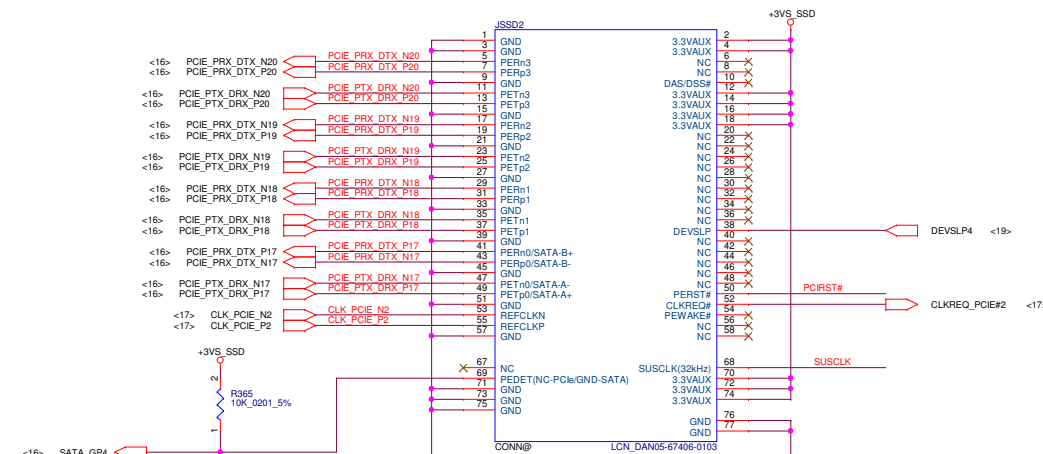 +3VS_SSD
JSSD2
1 GND 3.3VAUX 2
3 GND 3.3VAUX 4
<16> PCIE_PRX_DTX_N20 PCIE_PRX_DTX_N20 5 PERn3 NC 6
<16> PCIE_PRX_DTX_P20 PCIE_PRX_DTX_P20 7 PERp3 NC 8
9 GND DAS/DSS# 10
<16> PCIE_PTX_DRX_N20 PCIE_PTX_DRX_N20 11 PETn3 3.3VAUX 12
<16> PCIE_PTX_DRX_P20 PCIE_PTX_DRX_P20 13 PETp3 3.3VAUX 14
15 GND 3.3VAUX 16
<16> PCIE_PRX_DTX_N19 PCIE_PRX_DTX_N19 17 PERn2 3.3VAUX 18
<16> PCIE_PRX_DTX_P19 PCIE_PRX_DTX_P19 19 PERp2 NC 20
21 GND NC 22
<16> PCIE_PTX_DRX_N19 PCIE_PTX_DRX_N19 23 PETn2 NC 24
<16> PCIE_PTX_DRX_P19 PCIE_PTX_DRX_P19 25 PETp2 NC 26
27 GND NC 28
<16> PCIE_PRX_DTX_N18 PCIE_PRX_DTX_N18 29 PERn1 NC 30
<16> PCIE_PRX_DTX_P18 PCIE_PRX_DTX_P18 31 PERp1 NC 32
33 GND NC 34
<16> PCIE_PTX_DRX_N18 PCIE_PTX_DRX_N18 35 PETn1 NC 36
<16> PCIE_PTX_DRX_P18 PCIE_PTX_DRX_P18 37 PETp1 DEVSLP 38 DEVSLP4 <19>
39 GND NC 40
<16> PCIE_PRX_DTX_P17 PCIE_PRX_DTX_P17 41 PERn0/SATA-B+ NC 42
<16> PCIE_PRX_DTX_N17 PCIE_PRX_DTX_N17 43 PERp0/SATA-B- NC 44
45 GND NC 46
<16> PCIE_PTX_DRX_N17 PCIE_PTX_DRX_N17 47 PETn0/SATA-A- NC 48
<16> PCIE_PTX_DRX_P17 PCIE_PTX_DRX_P17 49 PETp0/SATA-A+ PERST# 50 PCIRST#
51 GND CLKREQ# 52 CLKREQ_PCIE#2 <17>
<17> CLK_PCIE_N2 CLK_PCIE_N2 53 REFCLKN PEWAKE# 54
<17> CLK_PCIE_P2 CLK_PCIE_P2 55 REFCLKP NC 56
57 GND NC 58
+3VS_SSD
67 NC SUSCLK(32kHz) 68 SUSCLK
69 PEDET(NC-PCIe/GND-SATA) 3.3VAUX 70
71 GND 3.3VAUX 72
73 GND 3.3VAUX 74
75 GND
2
R365
10K_0201_5%
1
GND 76
GND 77
CONN@ LCN_DAN05-67406-0103
<16> SATA_GP4